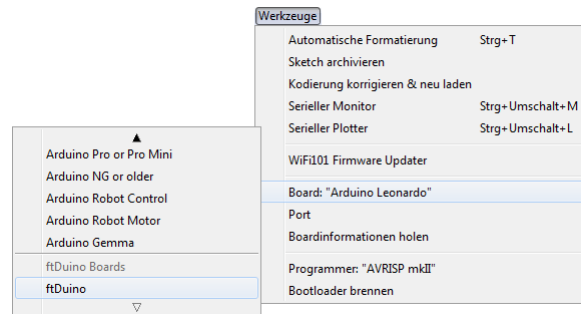 Werkzeuge
Automatische Formatierung Strg+T
Sketch archivieren
Kodierung korrigieren & neu laden
Serieller Monitor Strg+Umschalt+M
Serieller Plotter Strg+Umschalt+L
WiFi101 Firmware Updater
Board: "Arduino Leonardo"
Port
Boardinformationen holen
Programmer: "AVRISP mkII"
Bootloader brennen
Arduino Pro or Pro Mini
Arduino NG or older
Arduino Robot Control
Arduino Robot Motor
Arduino Gemma
ftDuino Boards
ftDuino